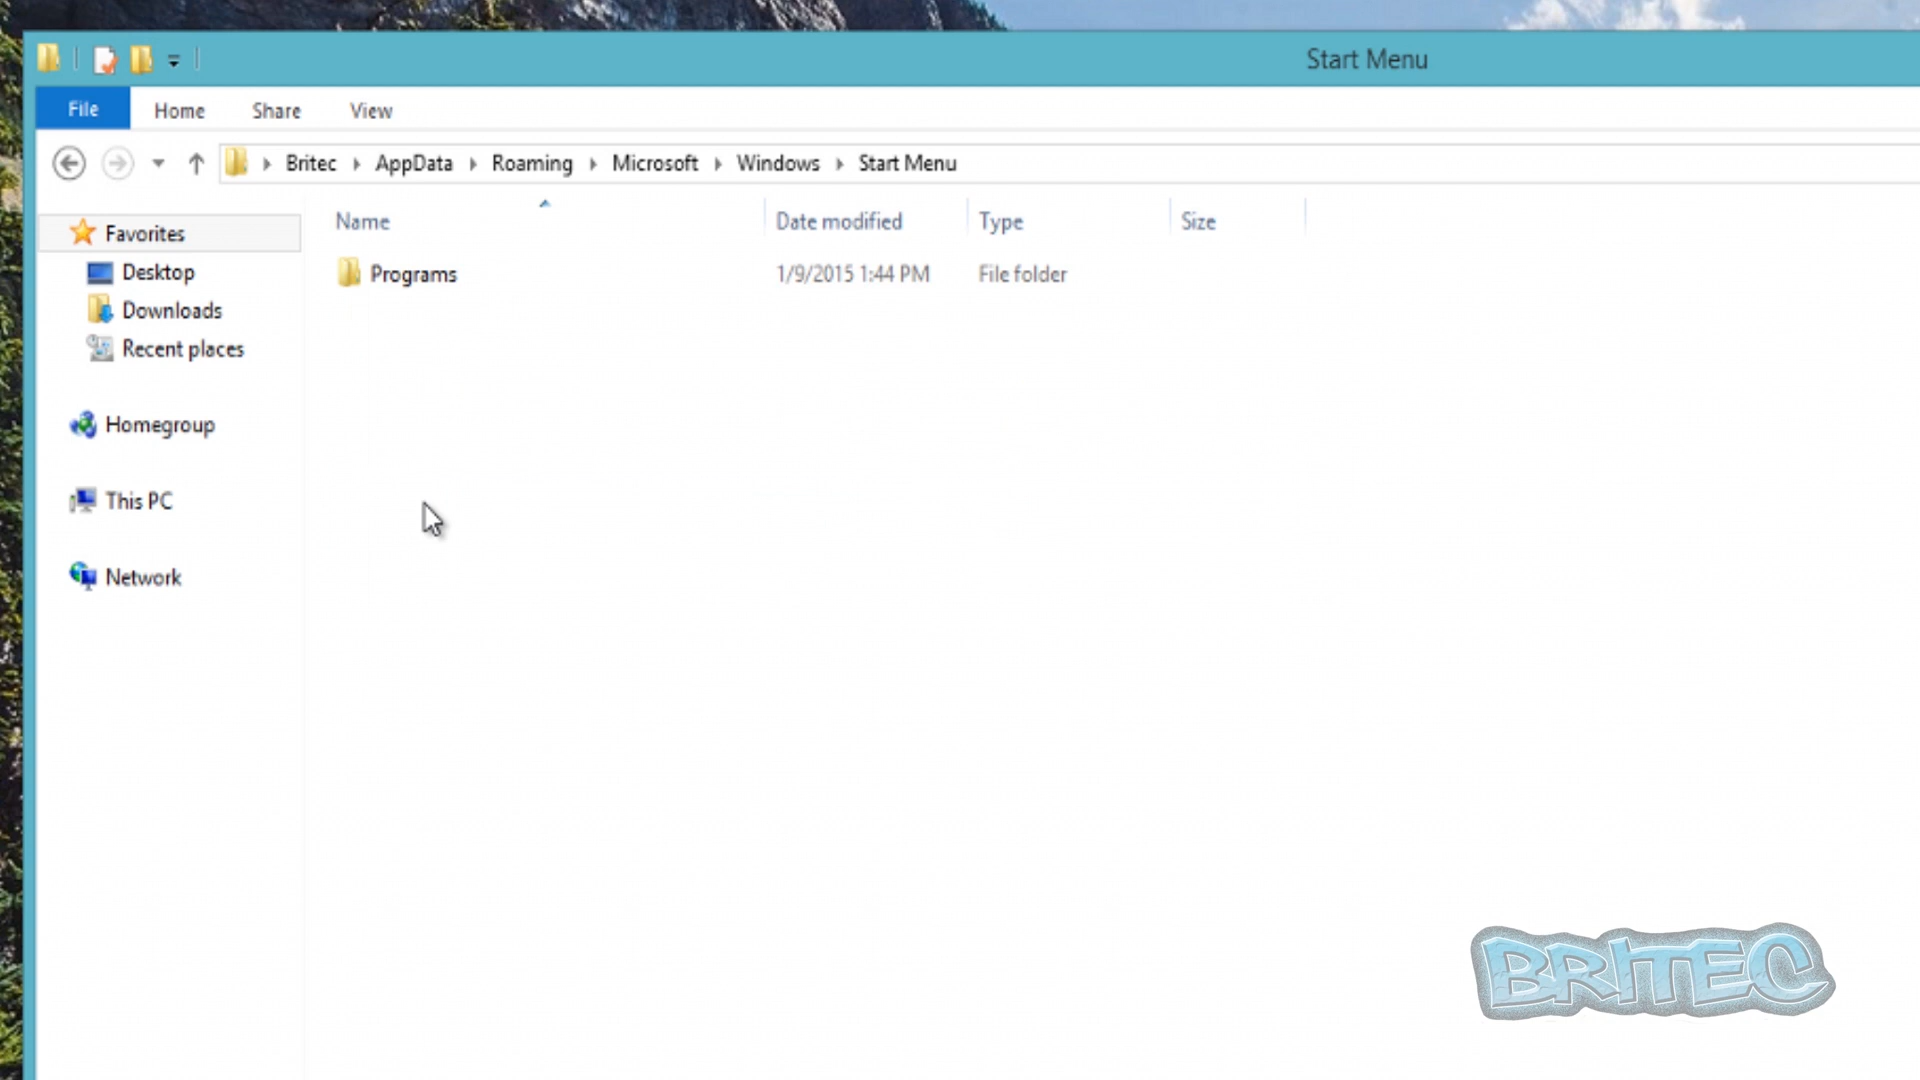 Start Menu
File Home Share View
Britec AppData Roaming Microsoft Windows Start Menu
Name Date modified Type Size
Favorites
Programs 1/9/2015 1:44 PM File folder
Desktop
Downloads
Recent places
Homegroup
This PC
Network
BRITEC